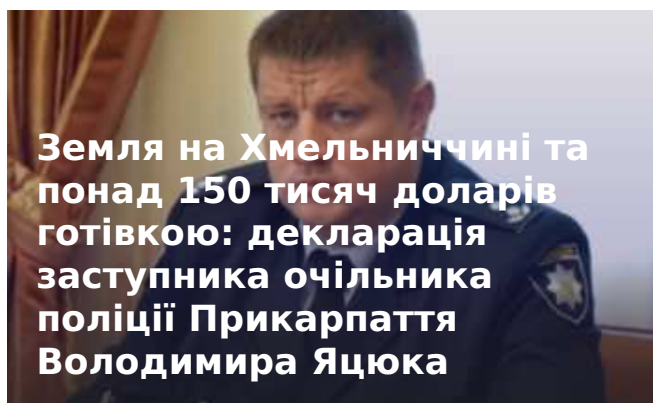 Земля на Хмельниччині та
понад 150 тисяч доларів
готівкою: декларація
заступника очільника
поліції Прикарпаття
Володимира Яцюка